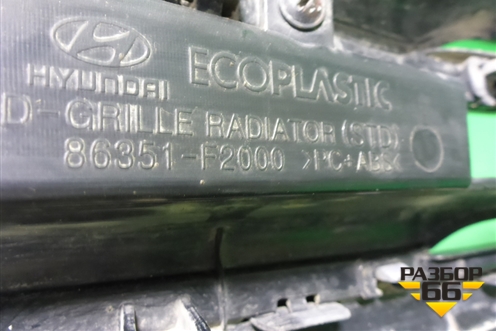 HYUNDAI ECOPLASTIC
D-GRILLE RADIATOR (STD)
86351-F2000 >PC+ABS<
РАЗБОР
66